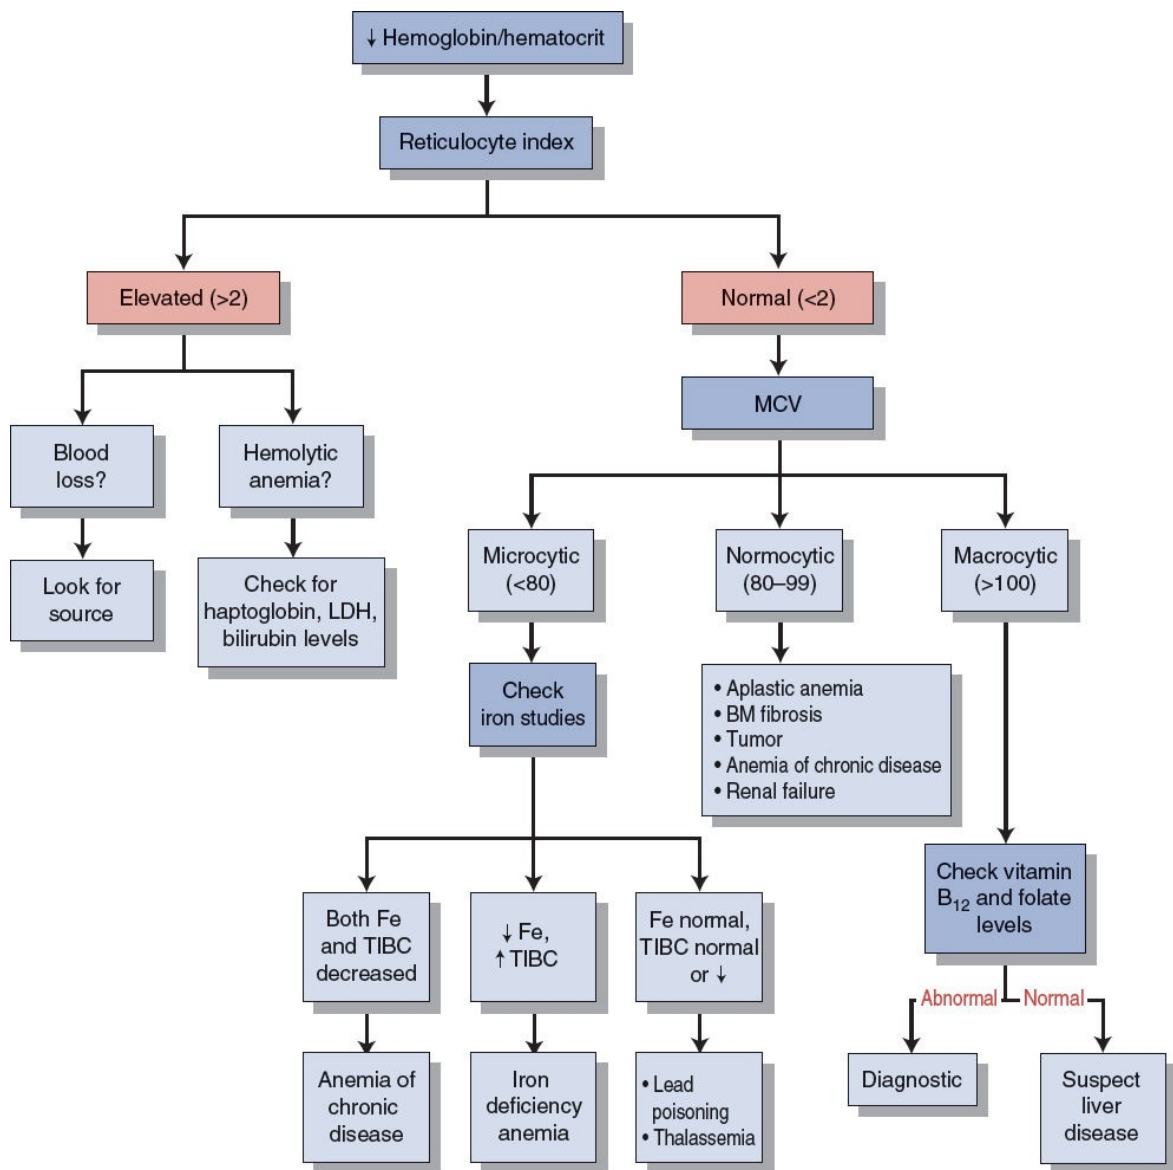 ↓ Hemoglobin/hematocrit
Reticulocyte index
Elevated (>2)
Normal (<2)
MCV
Blood
loss?
Hemolytic
anemia?
Look for
source
Check for
haptoglobin, LDH,
bilirubin levels
Microcytic
(<80)
Normocytic
(80–99)
Macrocytic
(>100)
Check
iron studies
• Aplastic anemia
• BM fibrosis
• Tumor
• Anemia of chronic disease
• Renal failure
Check vitamin
B₁₂ and folate
levels
Both Fe
and TIBC
decreased
↓ Fe,
↑ TIBC
Fe normal,
TIBC normal
or ↓
Abnormal
Normal
Anemia of
chronic
disease
Iron
deficiency
anemia
• Lead
poisoning
• Thalassemia
Diagnostic
Suspect
liver
disease